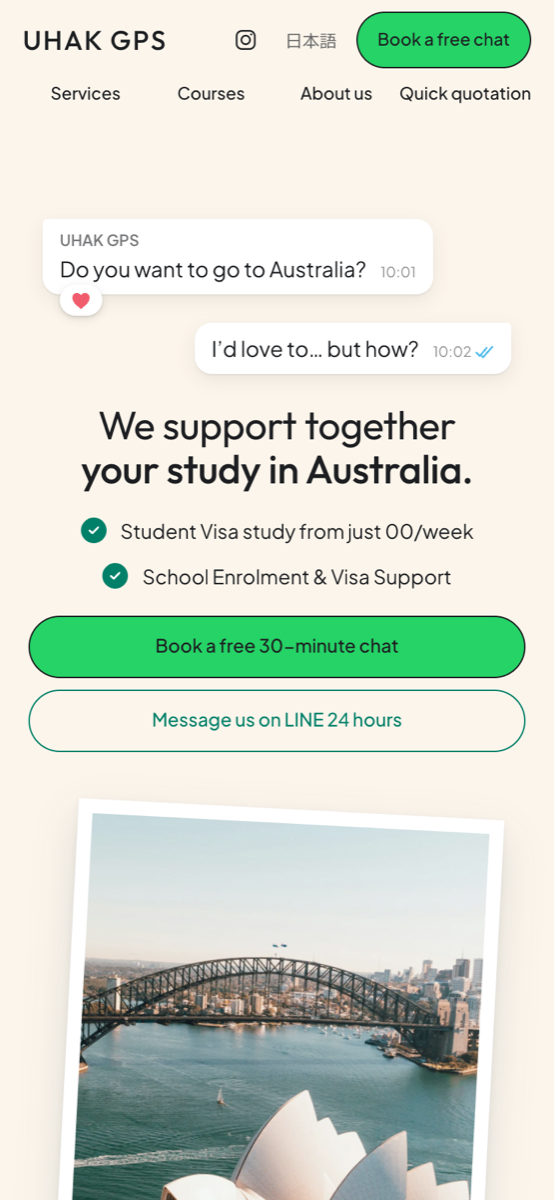 UHAK GPS 日本語 Book a free chat
Services Courses About us Quick quotation
UHAK GPS
Do you want to go to Australia? 10:01
I'd love to... but how? 10:02
We support together
your study in Australia.
Student Visa study from just 00/week
School Enrolment & Visa Support
Book a free 30-minute chat
Message us on LINE 24 hours